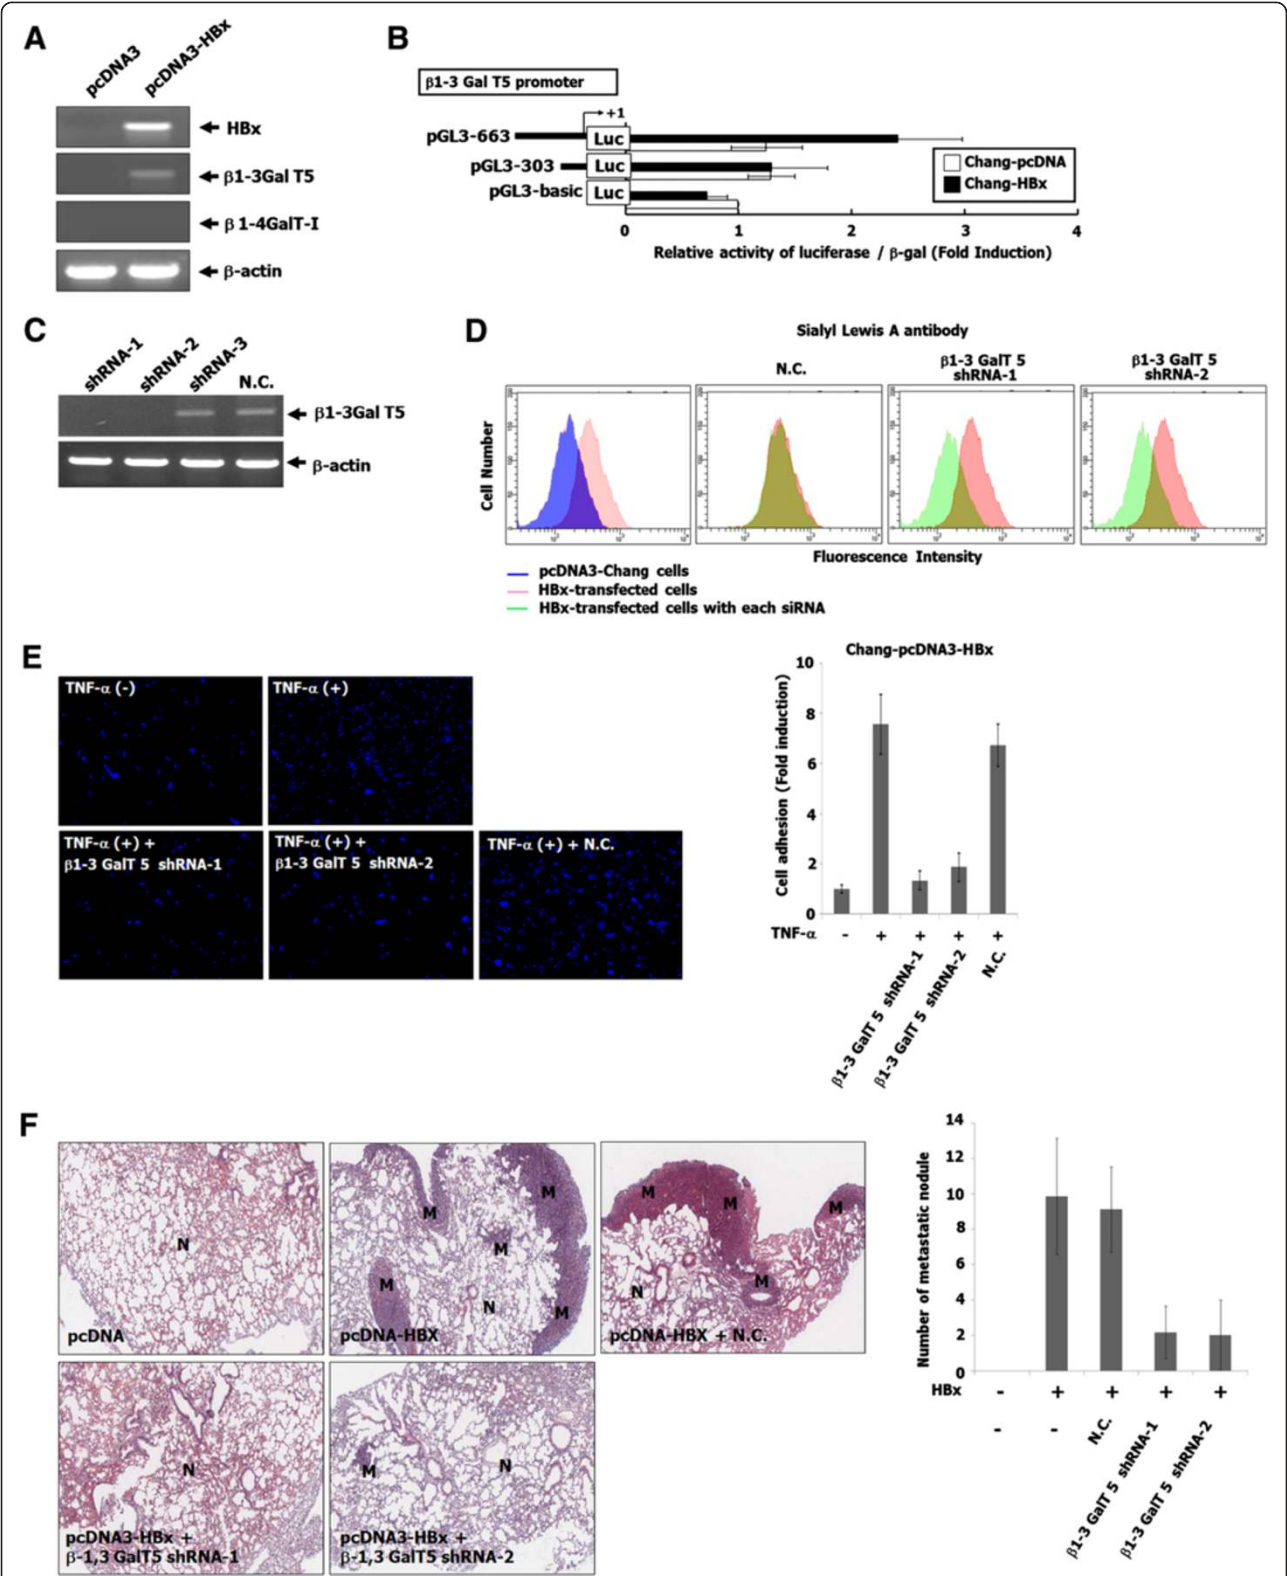 A
pcDNA3
pcDNA3-HBx
HBx
β1-3Gal T5
β 1-4GalT-I
β-actin
B
β1-3 Gal T5 promoter
+1
pGL3-663
Luc
pGL3-303
Luc
pGL3-basic
Luc
Chang-pcDNA
Chang-HBx
0 1 2 3 4
Relative activity of luciferase / β-gal (Fold Induction)
C
shRNA-1
shRNA-2
shRNA-3
N.C.
β1-3Gal T5
β-actin
D
Sialyl Lewis A antibody
N.C.
β1-3 GalT 5
shRNA-1
β1-3 GalT 5
shRNA-2
Cell Number
Fluorescence Intensity
pcDNA3-Chang cells
HBx-transfected cells
HBx-transfected cells with each siRNA
E
TNF-α (-)
TNF-α (+)
TNF-α (+) +
β1-3 GalT 5 shRNA-1
TNF-α (+) +
β1-3 GalT 5 shRNA-2
TNF-α (+) + N.C.
Chang-pcDNA3-HBx
Cell adhesion (Fold induction)
10
8
6
4
2
0
TNF-α - + + + +
β1-3 GalT 5 shRNA-1
β1-3 GalT 5 shRNA-2
N.C.
F
N
pcDNA
M
M
M
M
N
M
pcDNA-HBX
M
M
M
M
N
pcDNA-HBX + N.C.
N
pcDNA3-HBx +
β-1,3 GalT5 shRNA-1
M
N
pcDNA3-HBx +
β-1,3 GalT5 shRNA-2
Number of metastatic nodule
14
12
10
8
6
4
2
0
HBx - + + + +
- - N.C.
β1-3 GalT 5 shRNA-1
β1-3 GalT 5 shRNA-2